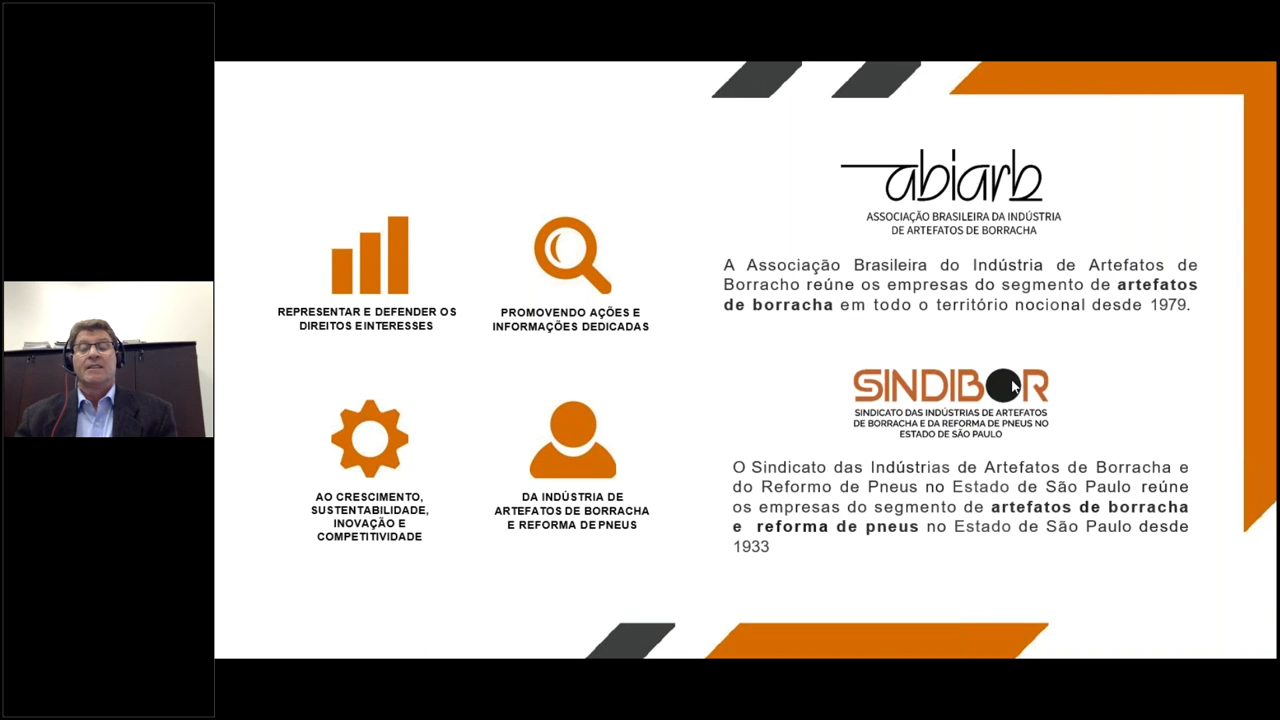 REPRESENTAR E DEFENDER OS
DIREITOS E INTERESSES
PROMOVENDO AÇÕES E
INFORMAÇÕES DEDICADAS
AO CRESCIMENTO,
SUSTENTABILIDADE,
INOVAÇÃO E
COMPETITIVIDADE
DA INDÚSTRIA DE
ARTEFATOS DE BORRACHA
E REFORMA DE PNEUS
abiarb
ASSOCIAÇÃO BRASILEIRA DA INDÚSTRIA
DE ARTEFATOS DE BORRACHA
A Associação Brasileira do Indústria de Artefatos de
Borracho reúne os empresas do segmento de artefatos
de borracha em todo o território nocional desde 1979.
SINDIBOR
SINDICATO DAS INDÚSTRIAS DE ARTEFATOS
DE BORRACHA E DA REFORMA DE PNEUS NO
ESTADO DE SÃO PAULO
O Sindicato das Indústrias de Artefatos de Borracha e
do Reformo de Pneus no Estado de São Paulo reúne
os empresas do segmento de artefatos de borracha
e reforma de pneus no Estado de São Paulo desde
1933